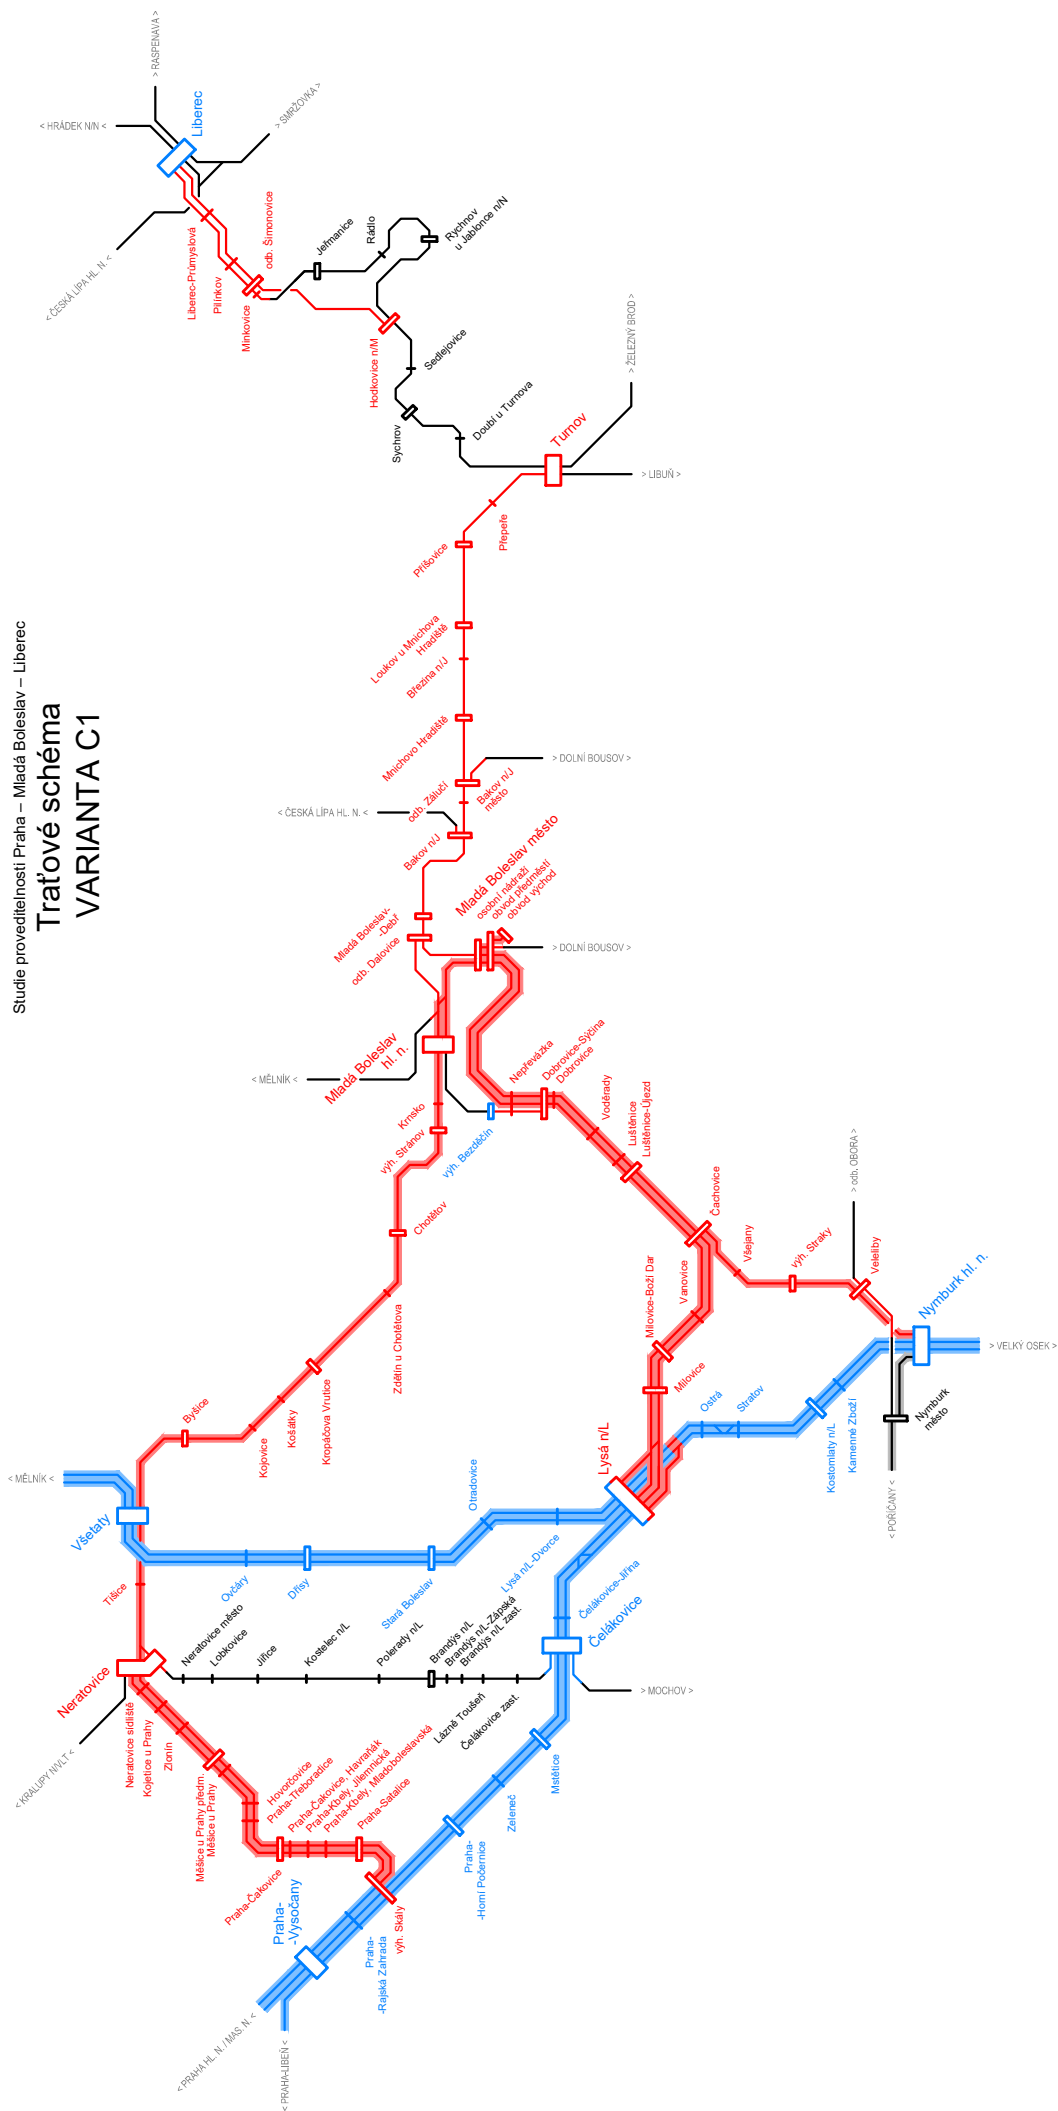 Studie proveditelnosti Praha – Mladá Boleslav – Liberec
Traťové schéma
VARIANTA C1
> RASPENAVA >
< HRÁDEK N/N <
Liberec
> SMRŽOVKA >
< ČESKÁ LÍPA HL. N. <
Liberec-Průmyslová
Pilínkov
Minkovice
odb. Šimonovice
Jeřmanice
Rádlo
Rychnov
u Jablonce n/N
Hodkovice n/M
Sedlejovice
Sychrov
Doubí u Turnova
> ŽELEZNÝ BROD >
Turnov
> LIBUŇ >
Přepeře
Příšovice
Loukov u Mnichova
Hradiště
Březina n/J
Mnichovo Hradiště
> DOLNÍ BOUSOV >
Bakov n/J
město
odb. Zálučí
< ČESKÁ LÍPA HL. N. <
Bakov n/J
Mladá Boleslav město
osobní nádraží
obvod předměstí
obvod východ
> DOLNÍ BOUSOV >
Mladá Boleslav-
-Debř
odb. Dalovice
Mladá Boleslav
hl. n.
< MĚLNÍK <
Krnsko
výh. Stránov
výh. Bezděčín
Nepřevázka
Dobrovice-Sýčina
Dobrovice
Voděrady
Luštěnice
Luštěnice-Újezd
Čachovice
Všejany
výh. Straky
Veleliby
> odb. OBORA >
Nymburk hl. n.
> VELKÝ OSEK >
Nymburk
město
< POŘÍČANY <
Kamenné Zboží
Kostomlaty n/L
Stratov
Ostrá
Vanovice
Milovice-Boží Dar
Milovice
Lysá n/L
Chotětov
Zdětín u Chotětova
Kropáčova Vrutice
Košátky
Kojovice
Byšice
< MĚLNÍK <
Všetaty
Tišice
Ovčáry
Dřísy
Stará Boleslav
Otradovice
Lysá n/L-Dvorce
Čelákovice-Jiřina
Čelákovice
> MOCHOV >
Neratovice
Neratovice město
Lobkovice
Jiřice
Kostelec n/L
Polerady n/L
Brandýs n/L
Brandýs n/L-Zápská
Brandýs n/L zast.
Lázně Toušeň
Čelákovice zast.
< KRALUPY N/VLT <
Neratovice sídliště
Kojetice u Prahy
Zlonín
Měšice u Prahy předm.
Měšice u Prahy
Hovorčovice
Praha-Třeboradice
Praha-Čakovice, Havraňák
Praha-Kbely, Jilemnická
Praha-Kbely, Mladoboleslavská
Praha-Satalice
Praha-Čakovice
výh. Skály
Mstětice
Zeleneč
Praha-
-Horní Počernice
Praha-
-Rajská Zahrada
Praha-
-Vysočany
< PRAHA HL. N. / MAS. N. <
< PRAHA-LIBEŇ <